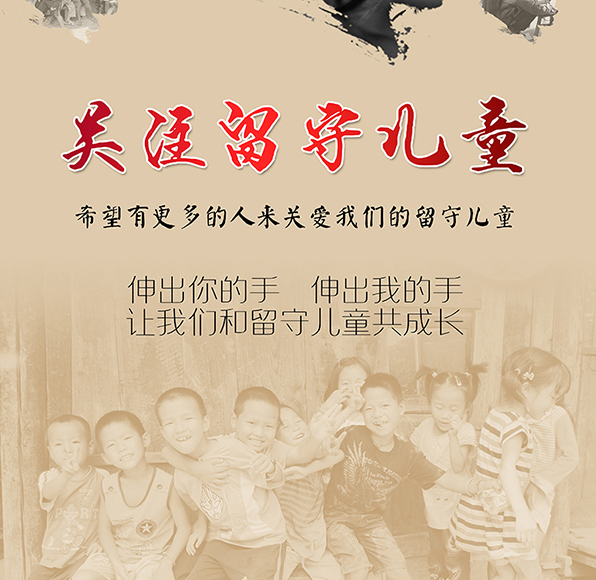 关注留守儿童
希望有更多的人来关爱我们的留守儿童
伸出你的手 伸出我的手
让我们和留守儿童共成长